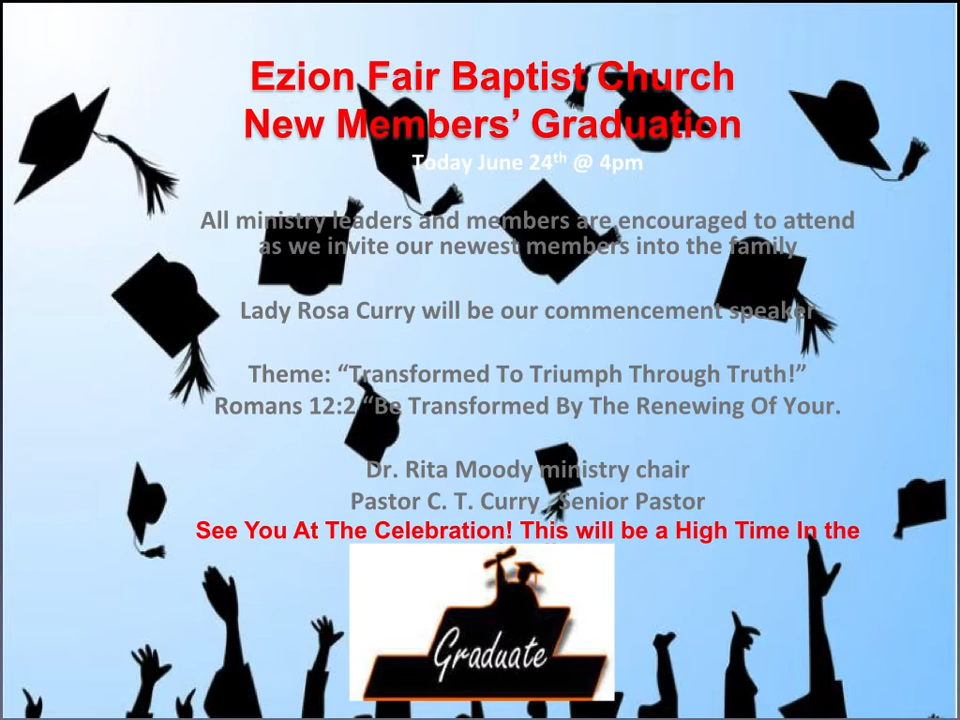 Ezion Fair Baptist Church
New Members’ Graduation
Today June 24th @ 4pm
All ministry leaders and members are encouraged to attend
as we invite our newest members into the family
Lady Rosa Curry will be our commencement speaker
Theme: “Transformed To Triumph Through Truth!”
Romans 12:2 “Be Transformed By The Renewing Of Your.
Dr. Rita Moody ministry chair
Pastor C. T. Curry, Senior Pastor
See You At The Celebration! This will be a High Time In the
Graduate